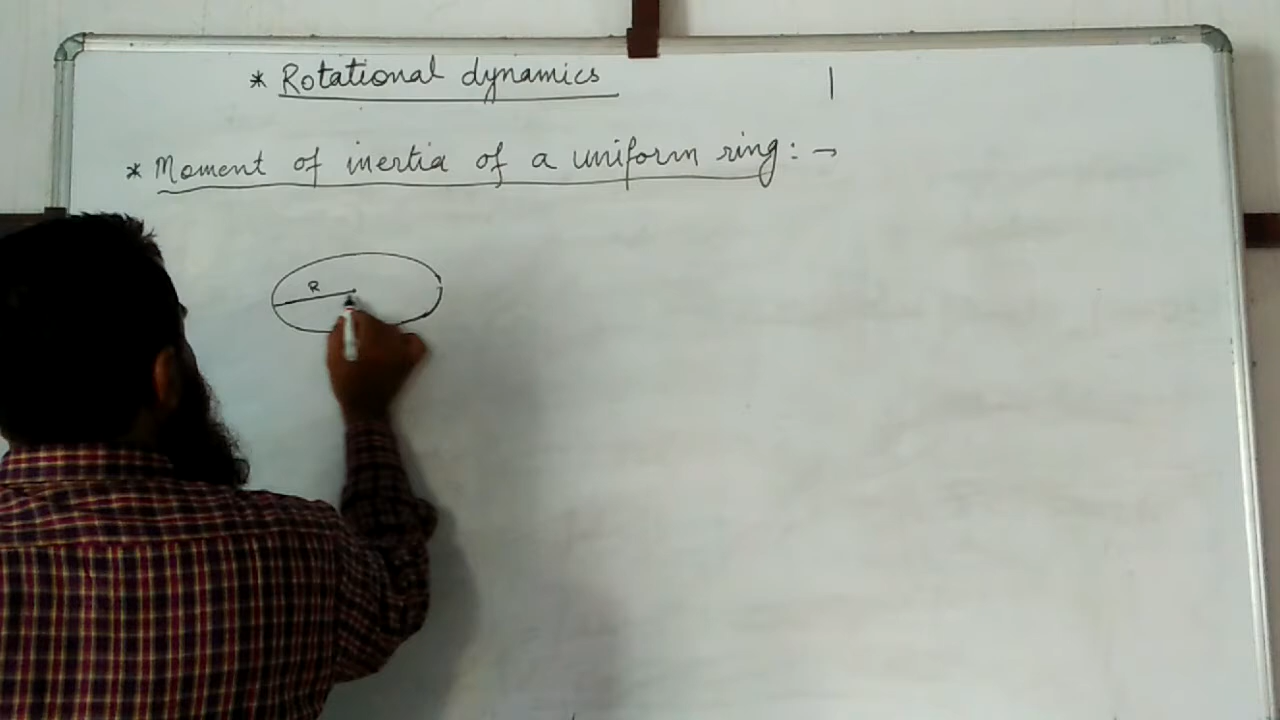 * Rotational dynamics
|
* Moment of inertia of a uniform ring: →
R